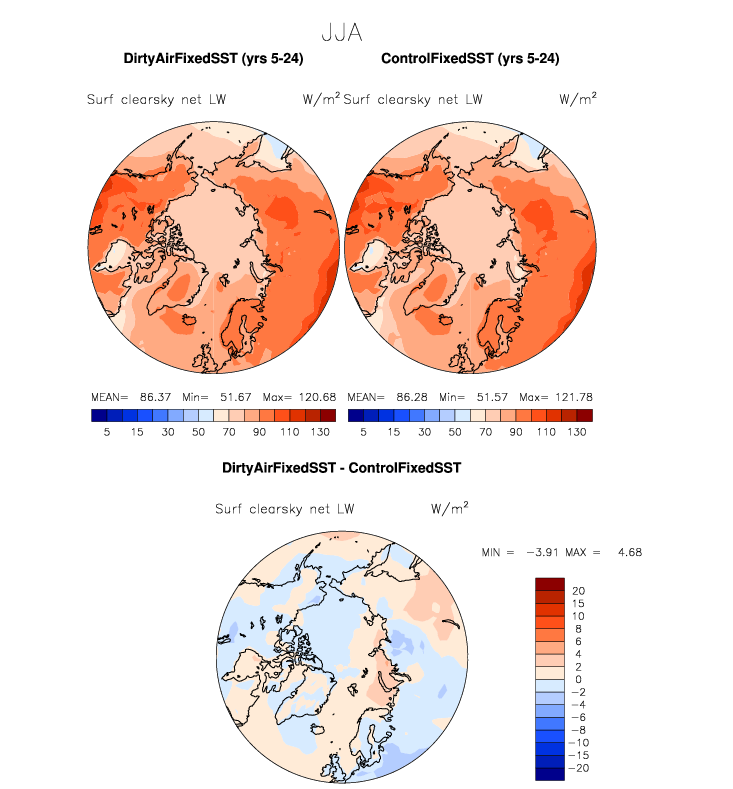 JJA
DirtyAirFixedSST (yrs 5-24) ControlFixedSST (yrs 5-24)
Surf clearsky net LW W/m² Surf clearsky net LW W/m²
MEAN= 86.37 Min= 51.67 Max= 120.68 MEAN= 86.28 Min= 51.57 Max= 121.78
5 15 30 50 70 90 110 130 5 15 30 50 70 90 110 130
DirtyAirFixedSST - ControlFixedSST
Surf clearsky net LW W/m²
MIN = −3.91 MAX = 4.68
20
15
10
8
6
4
2
0
−2
−4
−6
−8
−10
−15
−20